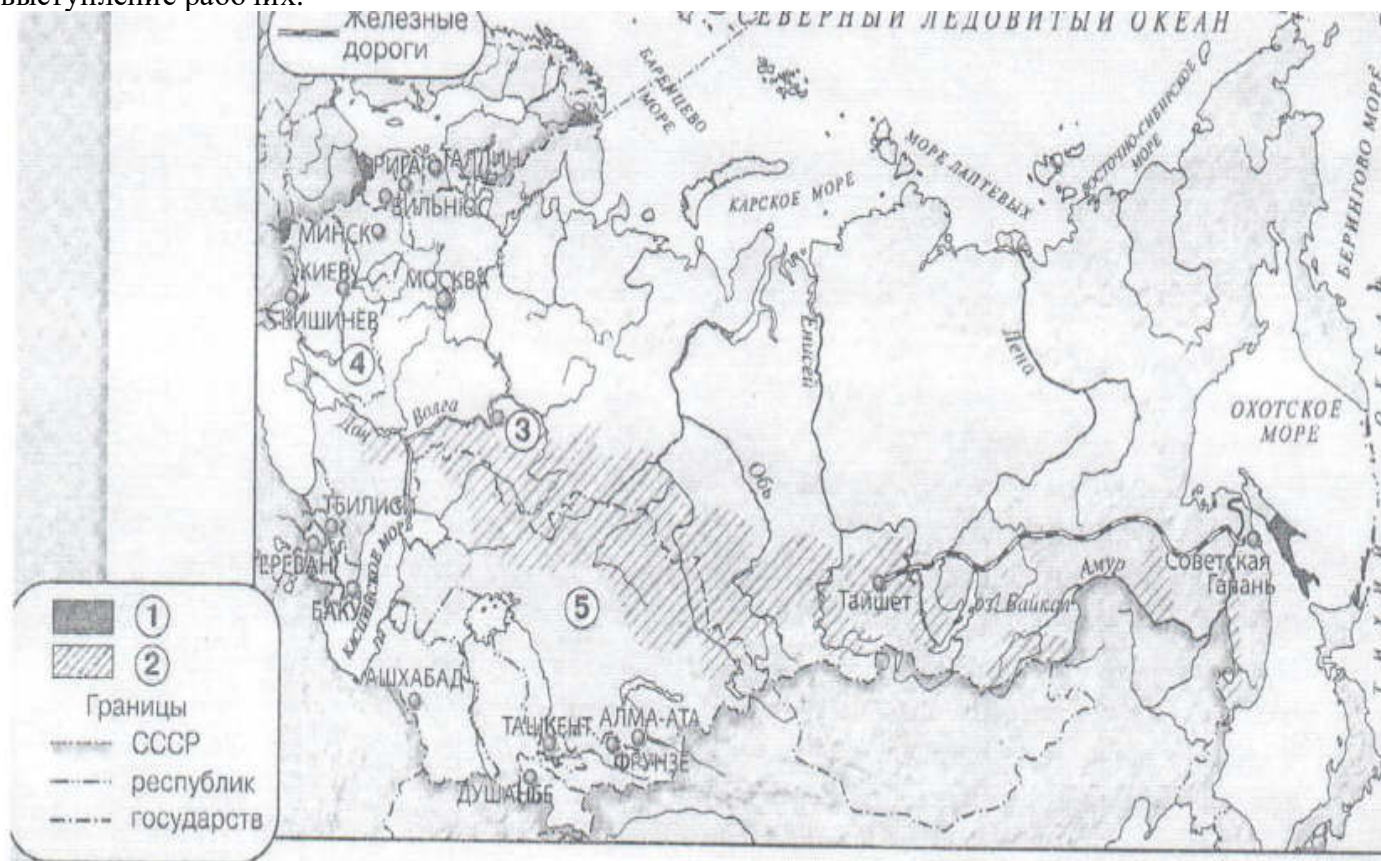 выступление рабочих.
Железные
дороги
СЕВЕРНЫЙ ЛЕДОВИТЫЙ ОКЕАН
БАРЕНЦЕВО
МОРЕ
КАРСКОЕ МОРЕ
МОРЕ ЛАПТЕВЫХ
ВОСТОЧНО-СИБИРСКОЕ
МОРЕ
БЕРИНГОВО МОРЕ
РИГА
ТАЛЛИН
ВИЛЬНЮС
МИНСК
КИЕВ
МОСКВА
КИШИНЁВ
4
Дон
Волга
3
Обь
Енисей
Лена
ОХОТСКОЕ
МОРЕ
ТБИЛИСИ
ЕРЕВАН
БАКУ
КАСПИЙСКОЕ МОРЕ
5
Тайшет
оз. Байкал
Амур
Советская
Гавань
АШХАБАД
ТАШКЕНТ
АЛМА-АТА
ФРУНЗЕ
ДУШАНБЕ
1
2
Границы
СССР
республик
государств